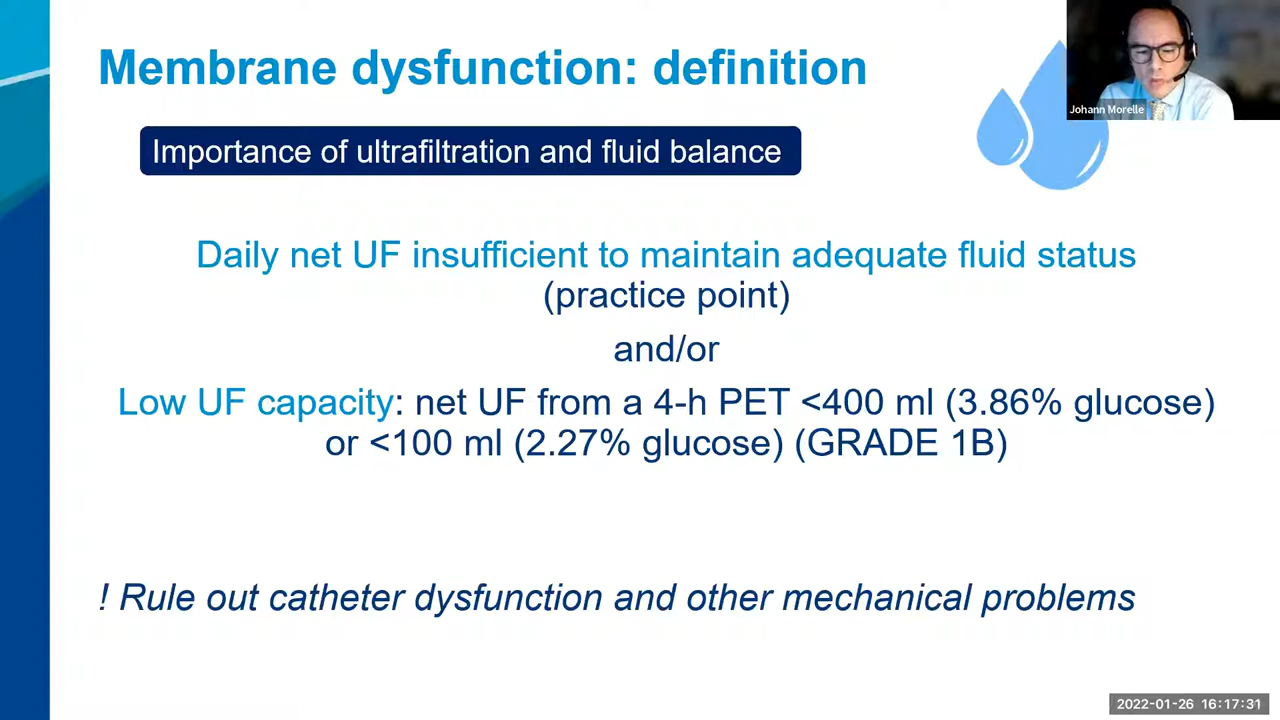 Membrane dysfunction: definition
Johann Morelle
Importance of ultrafiltration and fluid balance
Daily net UF insufficient to maintain adequate fluid status
(practice point)
and/or
Low UF capacity: net UF from a 4-h PET <400 ml (3.86% glucose)
or <100 ml (2.27% glucose) (GRADE 1B)
! Rule out catheter dysfunction and other mechanical problems
2022-01-26 16:17:31